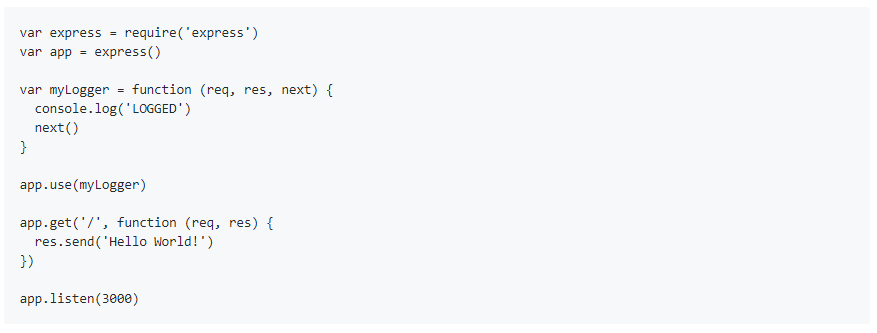 var express = require('express')
var app = express()
var myLogger = function (req, res, next) {
  console.log('LOGGED')
  next()
}
app.use(myLogger)
app.get('/', function (req, res) {
  res.send('Hello World!')
})
app.listen(3000)